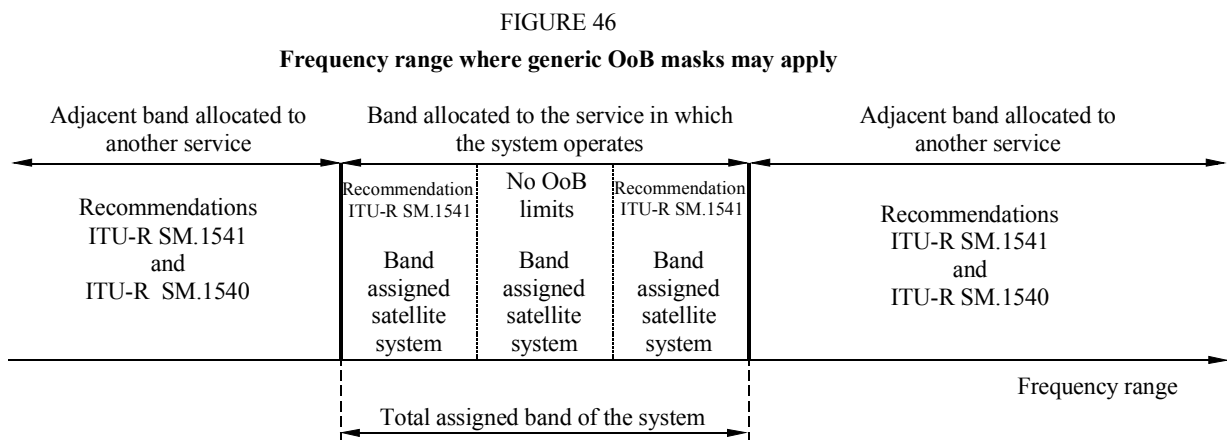 FIGURE 46
Frequency range where generic OoB masks may apply
Adjacent band allocated to
another service
Band allocated to the service in which
the system operates
Adjacent band allocated to
another service
Recommendations
ITU-R SM.1541
and
ITU-R SM.1540
Recommendation
ITU-R SM.1541
Band
assigned
satellite
system
No OoB
limits
Band
assigned
satellite
system
Recommendation
ITU-R SM.1541
Band
assigned
satellite
system
Recommendations
ITU-R SM.1541
and
ITU-R SM.1540
Frequency range
Total assigned band of the system